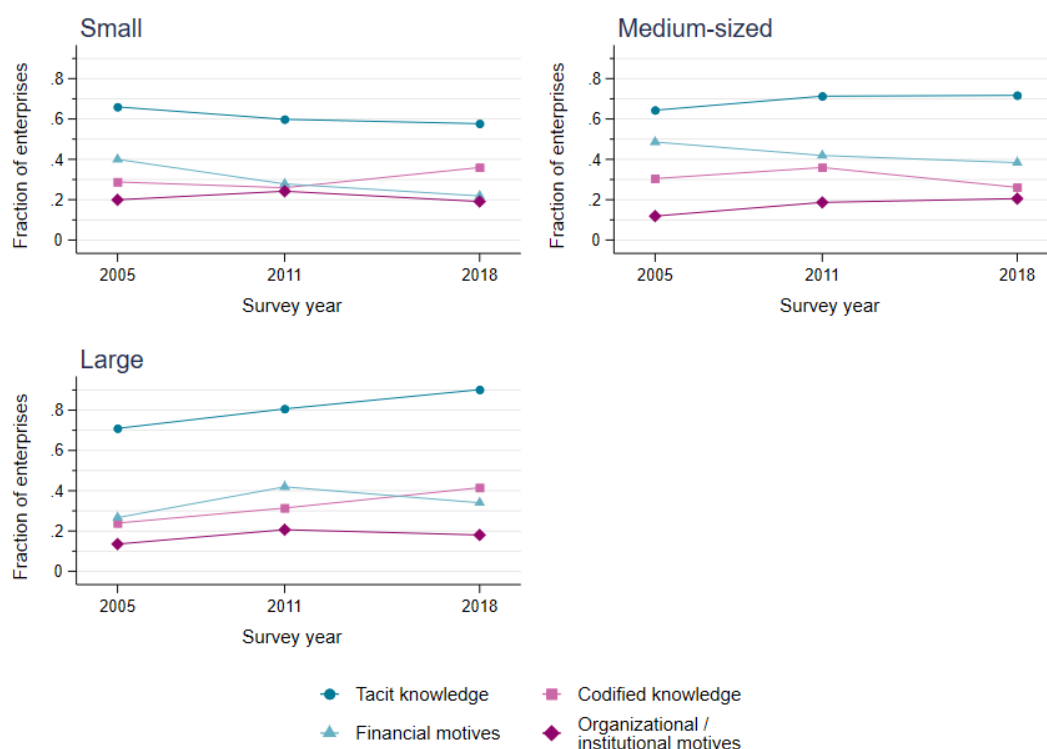 Small
Fraction of enterprises
.8
.6
.4
.2
0
2005 2011 2018
Survey year
Medium-sized
Fraction of enterprises
.8
.6
.4
.2
0
2005 2011 2018
Survey year
Large
Fraction of enterprises
.8
.6
.4
.2
0
2005 2011 2018
Survey year
Tacit knowledge
Codified knowledge
Financial motives
Organizational /
institutional motives